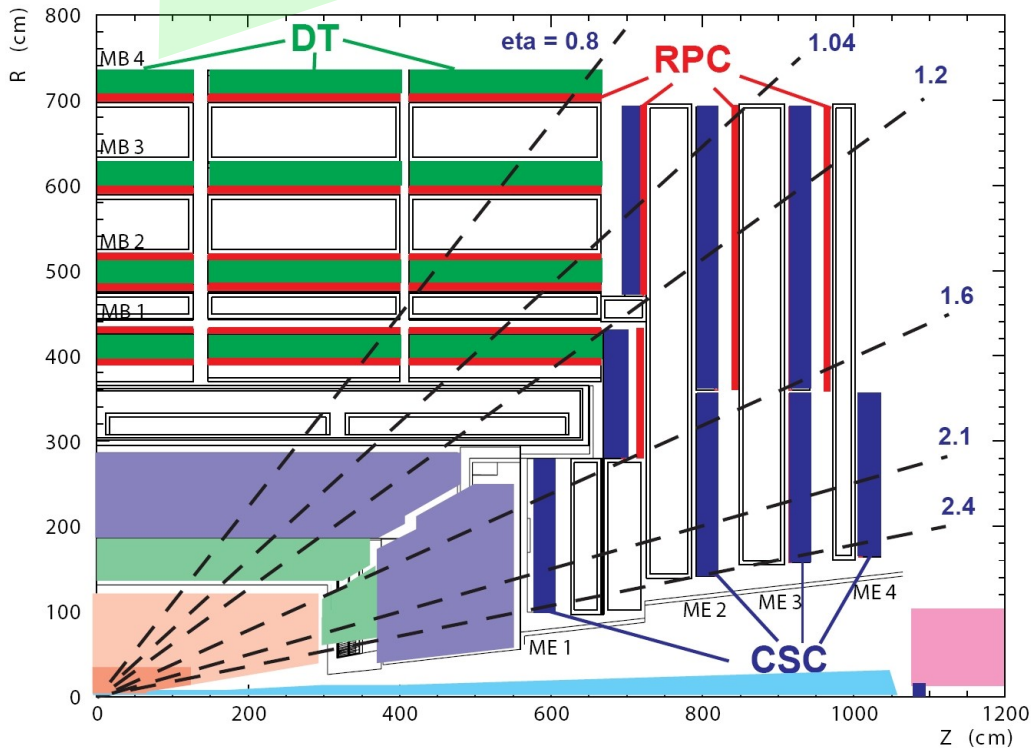 R (cm)
800
700
600
500
400
300
200
100
0
MB 4
MB 3
MB 2
MB 1
DT
eta = 0.8
RPC
1.04
1.2
1.6
2.1
2.4
ME 1
ME 2
ME 3
ME 4
CSC
0
200
400
600
800
1000
1200
Z (cm)